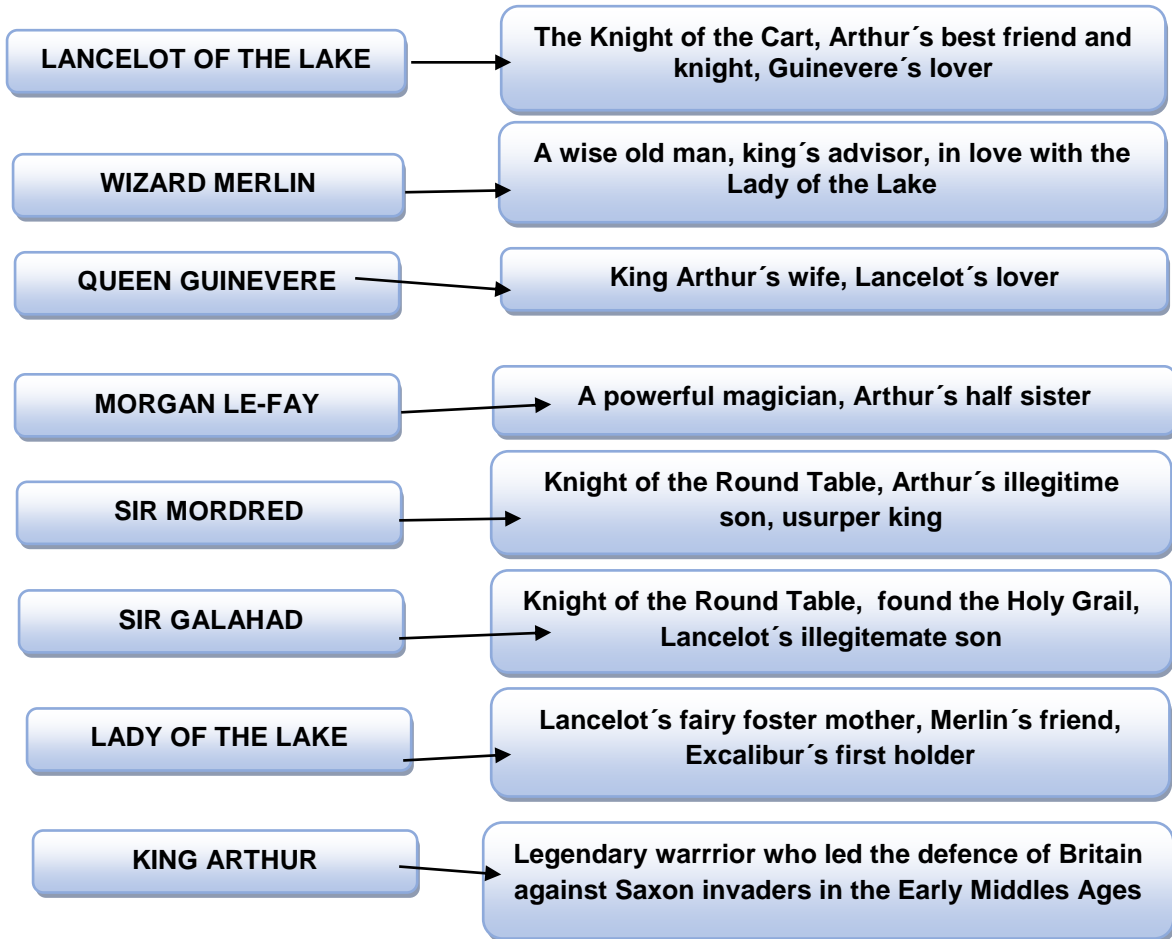 LANCELOT OF THE LAKE
The Knight of the Cart, Arthur´s best friend and
knight, Guinevere´s lover
WIZARD MERLIN
A wise old man, king´s advisor, in love with the
Lady of the Lake
QUEEN GUINEVERE
King Arthur´s wife, Lancelot´s lover
MORGAN LE-FAY
A powerful magician, Arthur´s half sister
SIR MORDRED
Knight of the Round Table, Arthur´s illegitime
son, usurper king
SIR GALAHAD
Knight of the Round Table,  found the Holy Grail,
Lancelot´s illegitemate son
LADY OF THE LAKE
Lancelot´s fairy foster mother, Merlin´s friend,
Excalibur´s first holder
KING ARTHUR
Legendary warrrior who led the defence of Britain
against Saxon invaders in the Early Middles Ages